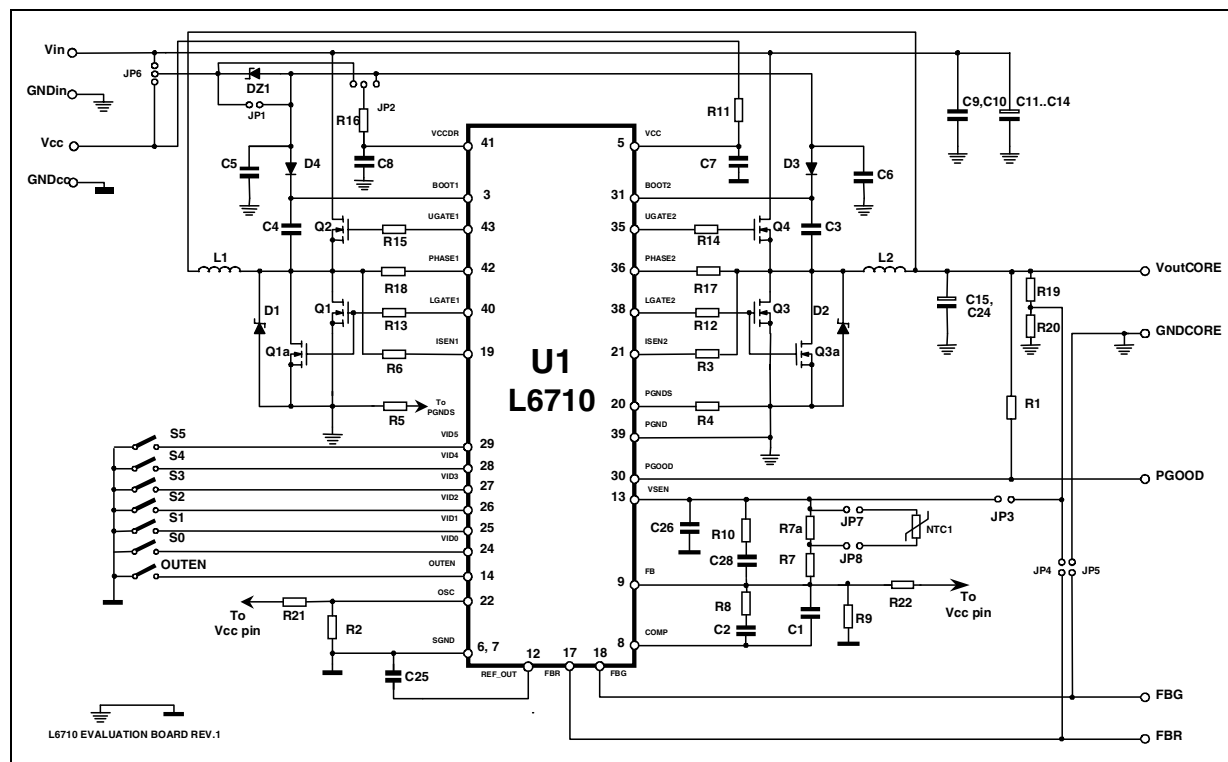 Vin
JP6
DZ1
JP1
GNDin
Vcc
GNDcc
R16
JP2
R11
C9,C10
C11..C14
C5
D4
C8
VCCDR
41
5
VCC
C7
D3
C6
BOOT1
3
31
BOOT2
C4
Q2
R15
UGATE1
43
35
UGATE2
R14
Q4
C3
L1
R18
PHASE1
42
36
PHASE2
R17
L2
VoutCORE
D1
Q1
R13
LGATE1
40
38
LGATE2
R12
Q3
D2
C15,
C24
R19
R20
GNDCORE
Q1a
R6
ISEN1
19
21
ISEN2
R3
Q3a
U1
L6710
R5
To
PGNDS
20
PGNDS
R4
R1
39
PGND
S5
VID5
29
S4
VID4
28
S3
VID3
27
S2
VID2
26
S1
VID1
25
S0
VID0
24
OUTEN
OUTEN
14
30
PGOOD
PGOOD
13
VSEN
JP3
C26
R10
C28
R7a
R7
JP7
JP8
NTC1
JP4
JP5
9
FB
R22
To
Vcc pin
R8
C2
C1
R9
8
COMP
To
Vcc pin
R21
OSC
22
R2
SGND
6, 7
C25
REF_OUT
12
FBR
17
FBG
18
FBG
FBR
L6710 EVALUATION BOARD REV.1